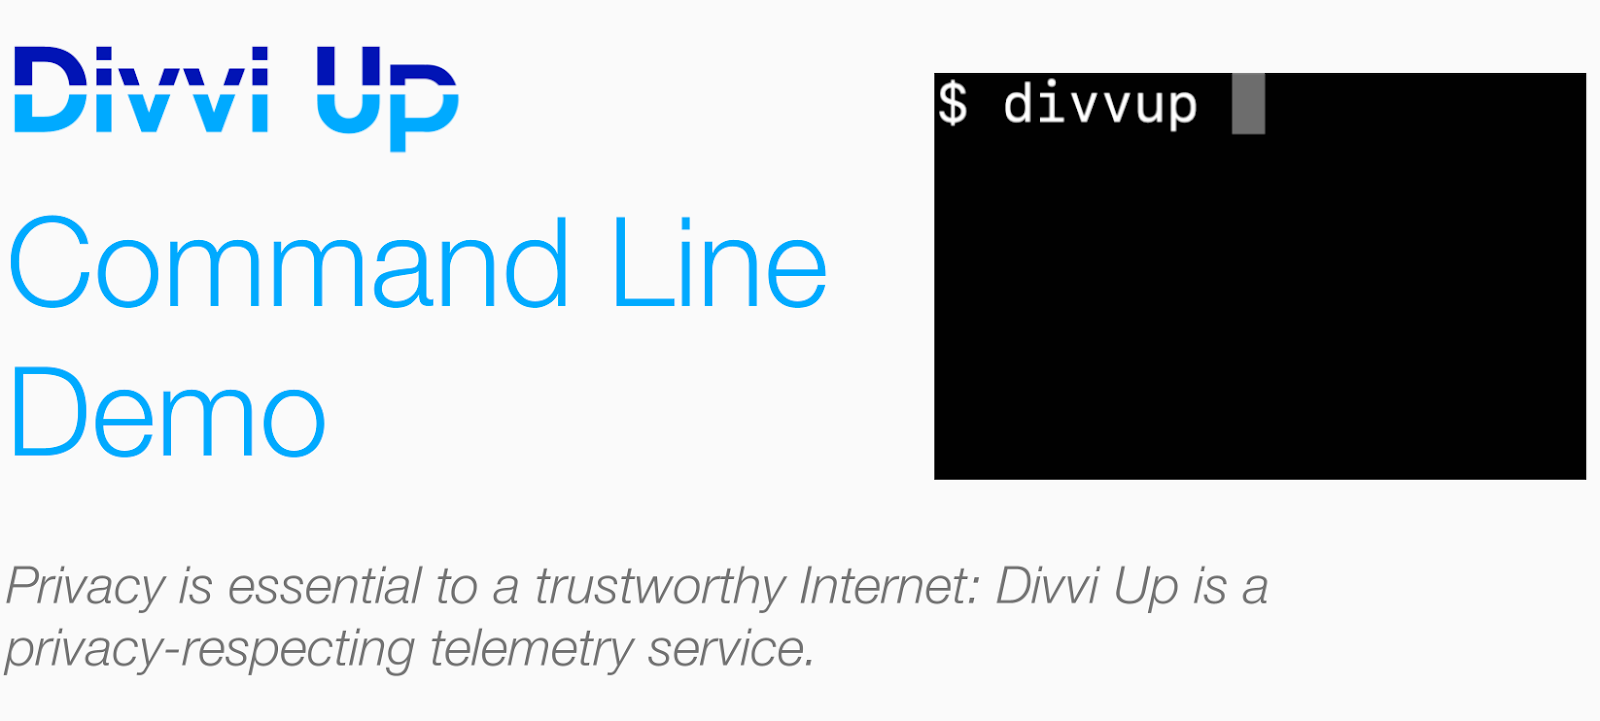 Divvi Up
Command Line
Demo
$ divvup
Privacy is essential to a trustworthy Internet: Divvi Up is a
privacy-respecting telemetry service.